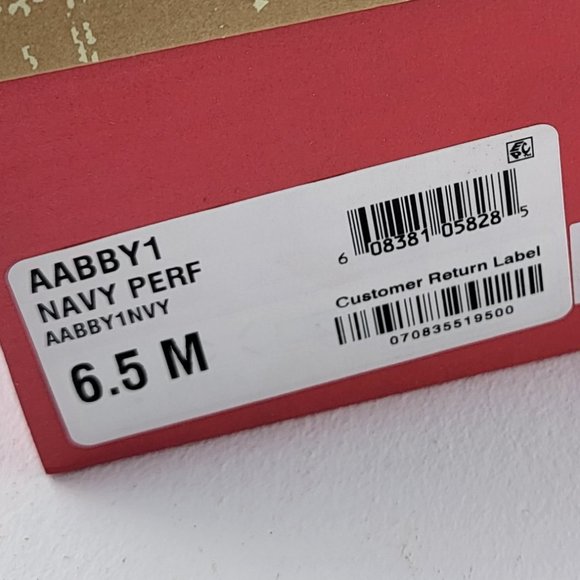 AABBY1
NAVY PERF
AABBY1NVY
6.5 M
6 08381 05828 5
Customer Return Label
070835519500